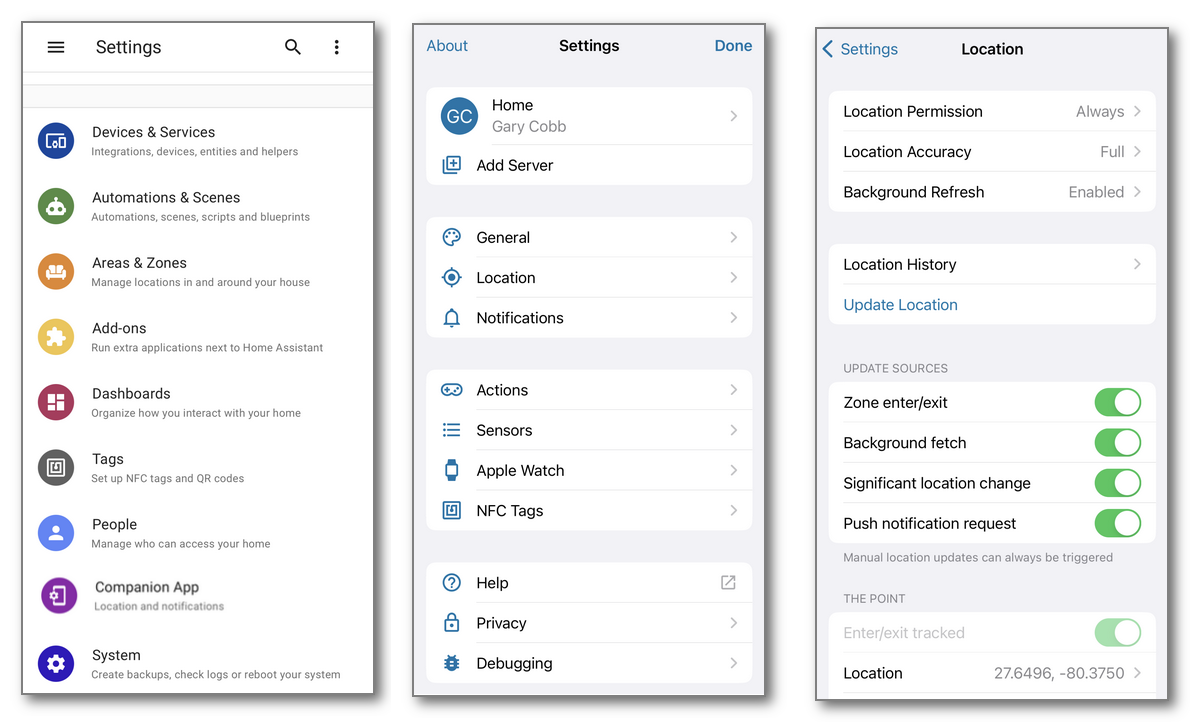 Settings
Devices & Services
Integrations, devices, entities and helpers
Automations & Scenes
Automations, scenes, scripts and blueprints
Areas & Zones
Manage locations in and around your house
Add-ons
Run extra applications next to Home Assistant
Dashboards
Organize how you interact with your home
Tags
Set up NFC tags and QR codes
People
Manage who can access your home
Companion App
Location and notifications
System
Create backups, check logs or reboot your system
About Settings Done
GC
Home
Gary Cobb
Add Server
General
Location
Notifications
Actions
Sensors
Apple Watch
NFC Tags
Help
Privacy
Debugging
Settings Location
Location Permission Always
Location Accuracy Full
Background Refresh Enabled
Location History
Update Location
UPDATE SOURCES
Zone enter/exit
Background fetch
Significant location change
Push notification request
Manual location updates can always be triggered
THE POINT
Enter/exit tracked
Location 27.6496, -80.3750